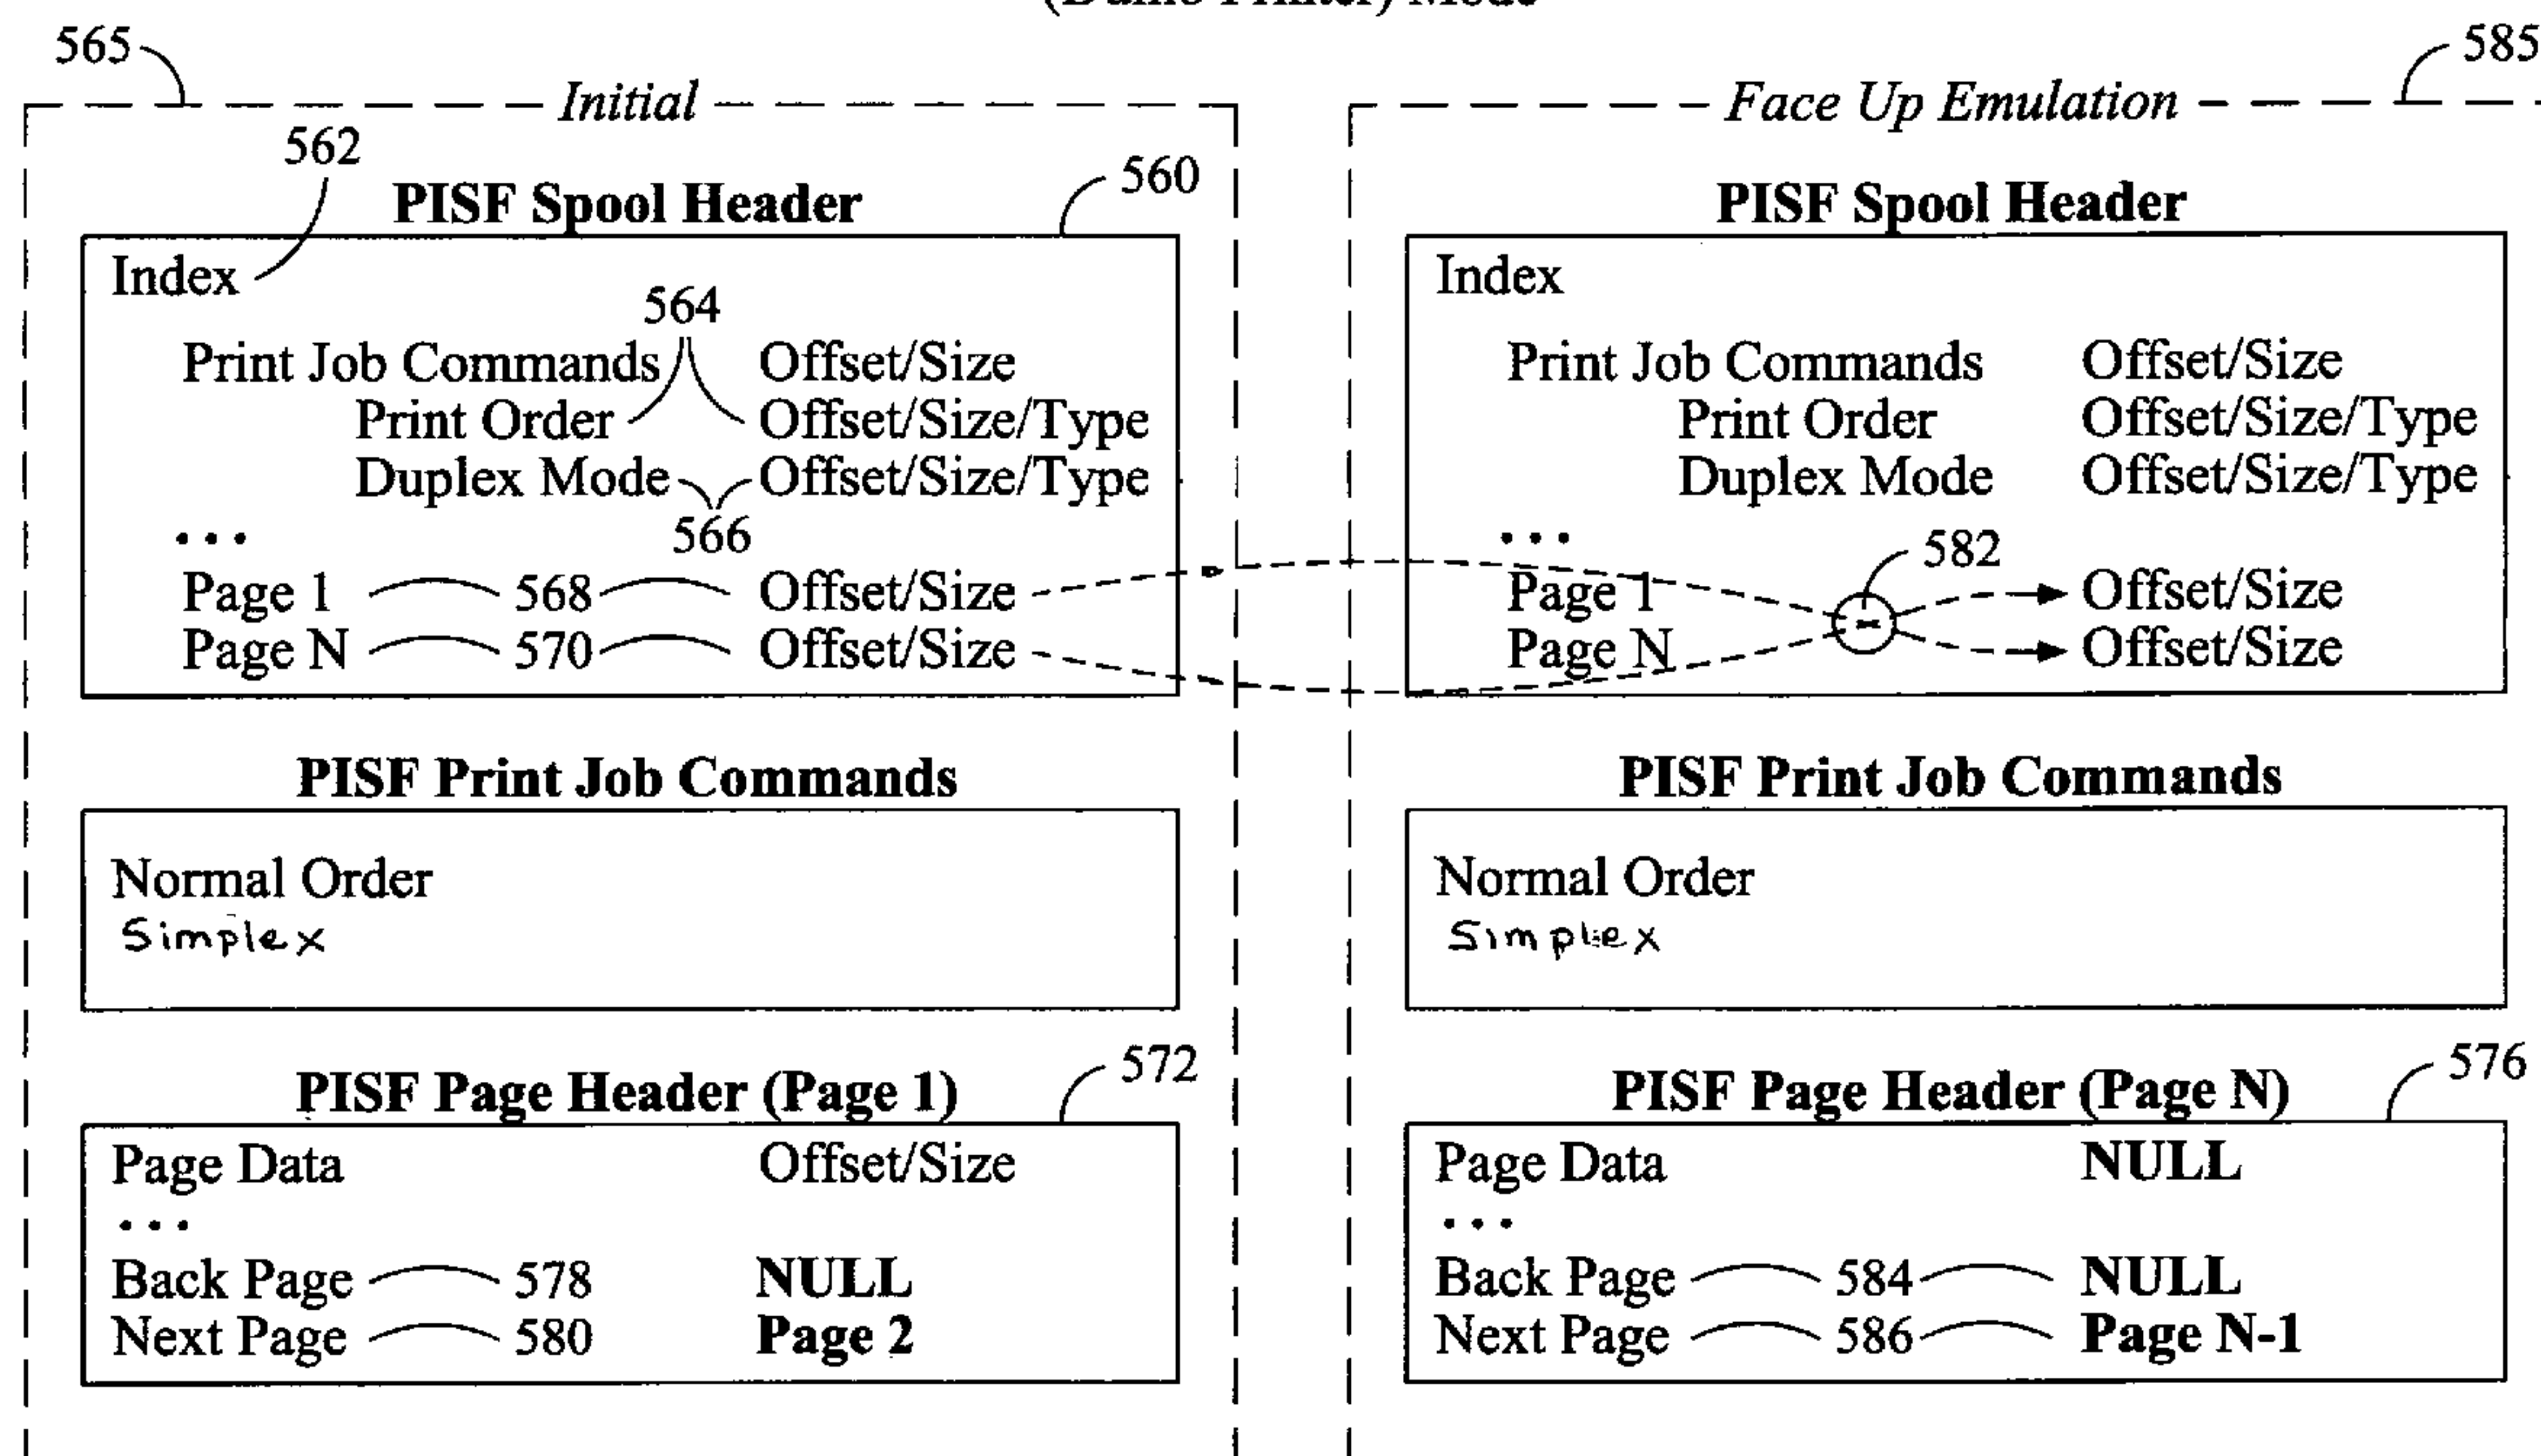 (Dumb Printer) Mode
565
585
Initial
Face Up Emulation
562
560
PISF Spool Header
Index
564
Print Job Commands Offset/Size
Print Order Offset/Size/Type
Duplex Mode Offset/Size/Type
566
...
Page 1 568 Offset/Size
Page N 570 Offset/Size
PISF Spool Header
Index
Print Job Commands Offset/Size
Print Order Offset/Size/Type
Duplex Mode Offset/Size/Type
...
582
Page 1 Offset/Size
Page N Offset/Size
PISF Print Job Commands
Normal Order
Simplex
PISF Print Job Commands
Normal Order
Simplex
572
PISF Page Header (Page 1)
Page Data Offset/Size
...
Back Page 578 NULL
Next Page 580 Page 2
576
PISF Page Header (Page N)
Page Data NULL
...
Back Page 584 NULL
Next Page 586 Page N-1